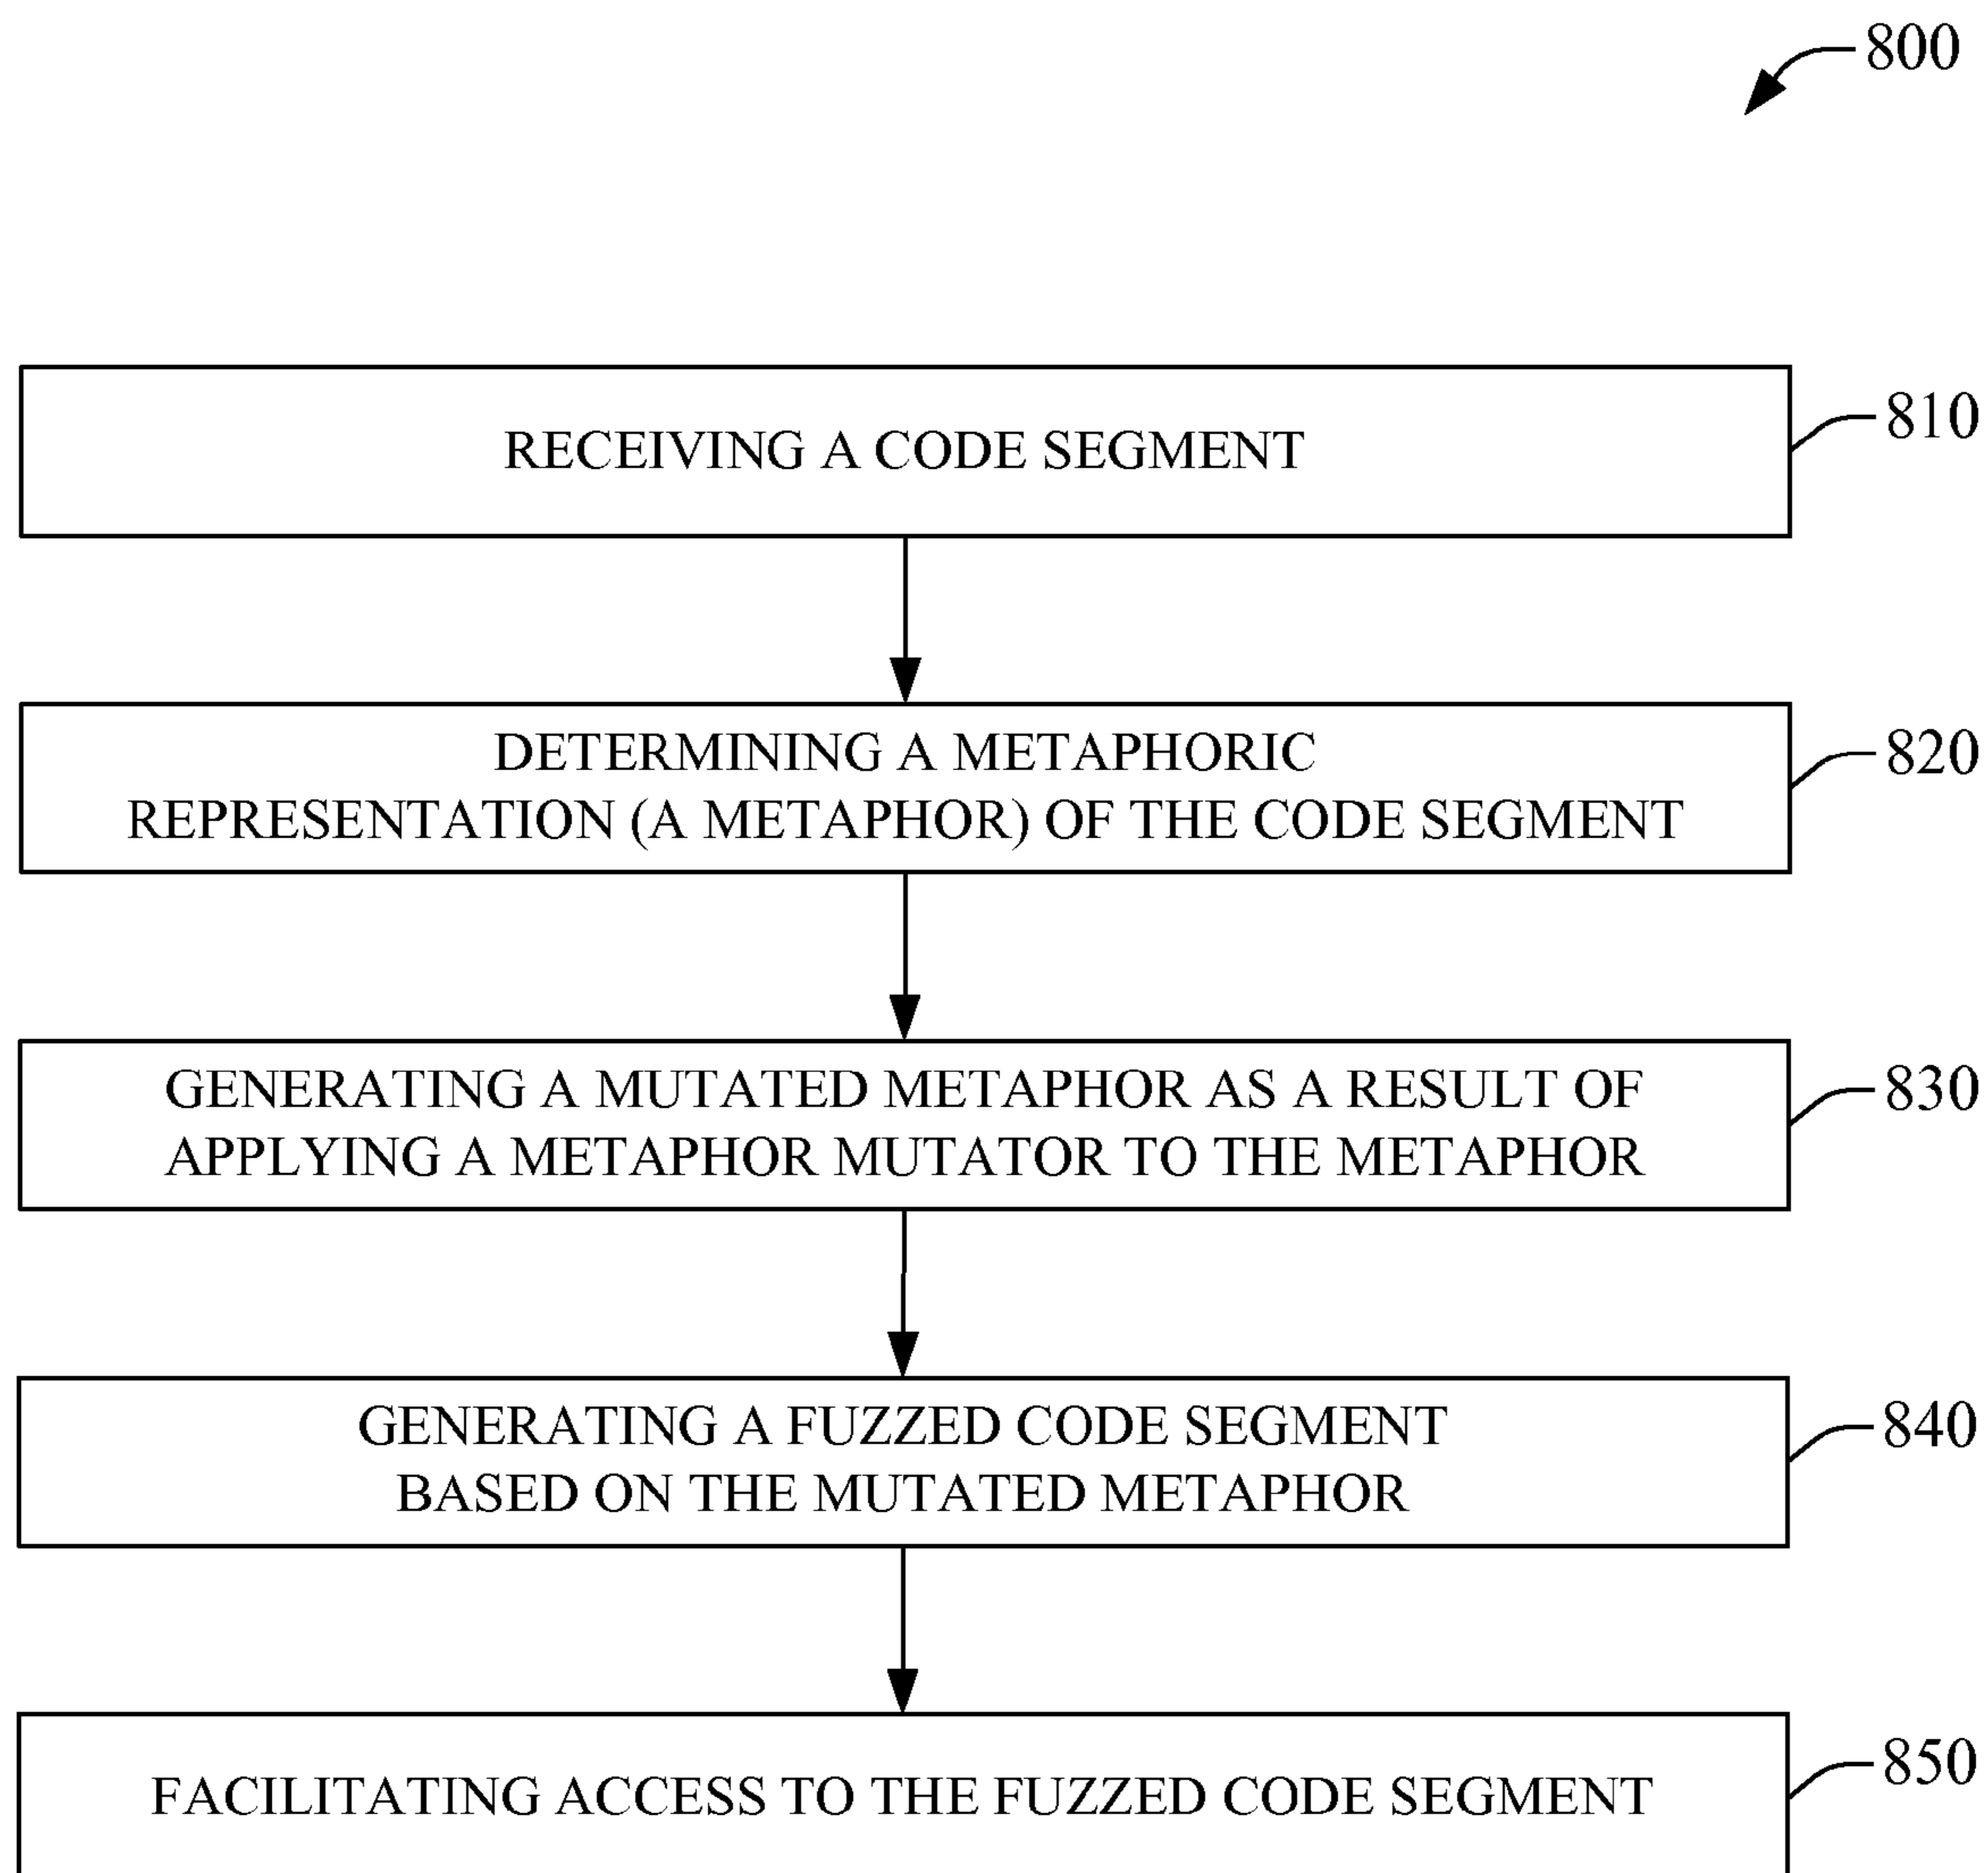 800
RECEIVING A CODE SEGMENT
810
DETERMINING A METAPHORIC
REPRESENTATION (A METAPHOR) OF THE CODE SEGMENT
820
GENERATING A MUTATED METAPHOR AS A RESULT OF
APPLYING A METAPHOR MUTATOR TO THE METAPHOR
830
GENERATING A FUZZED CODE SEGMENT
BASED ON THE MUTATED METAPHOR
840
FACILITATING ACCESS TO THE FUZZED CODE SEGMENT
850